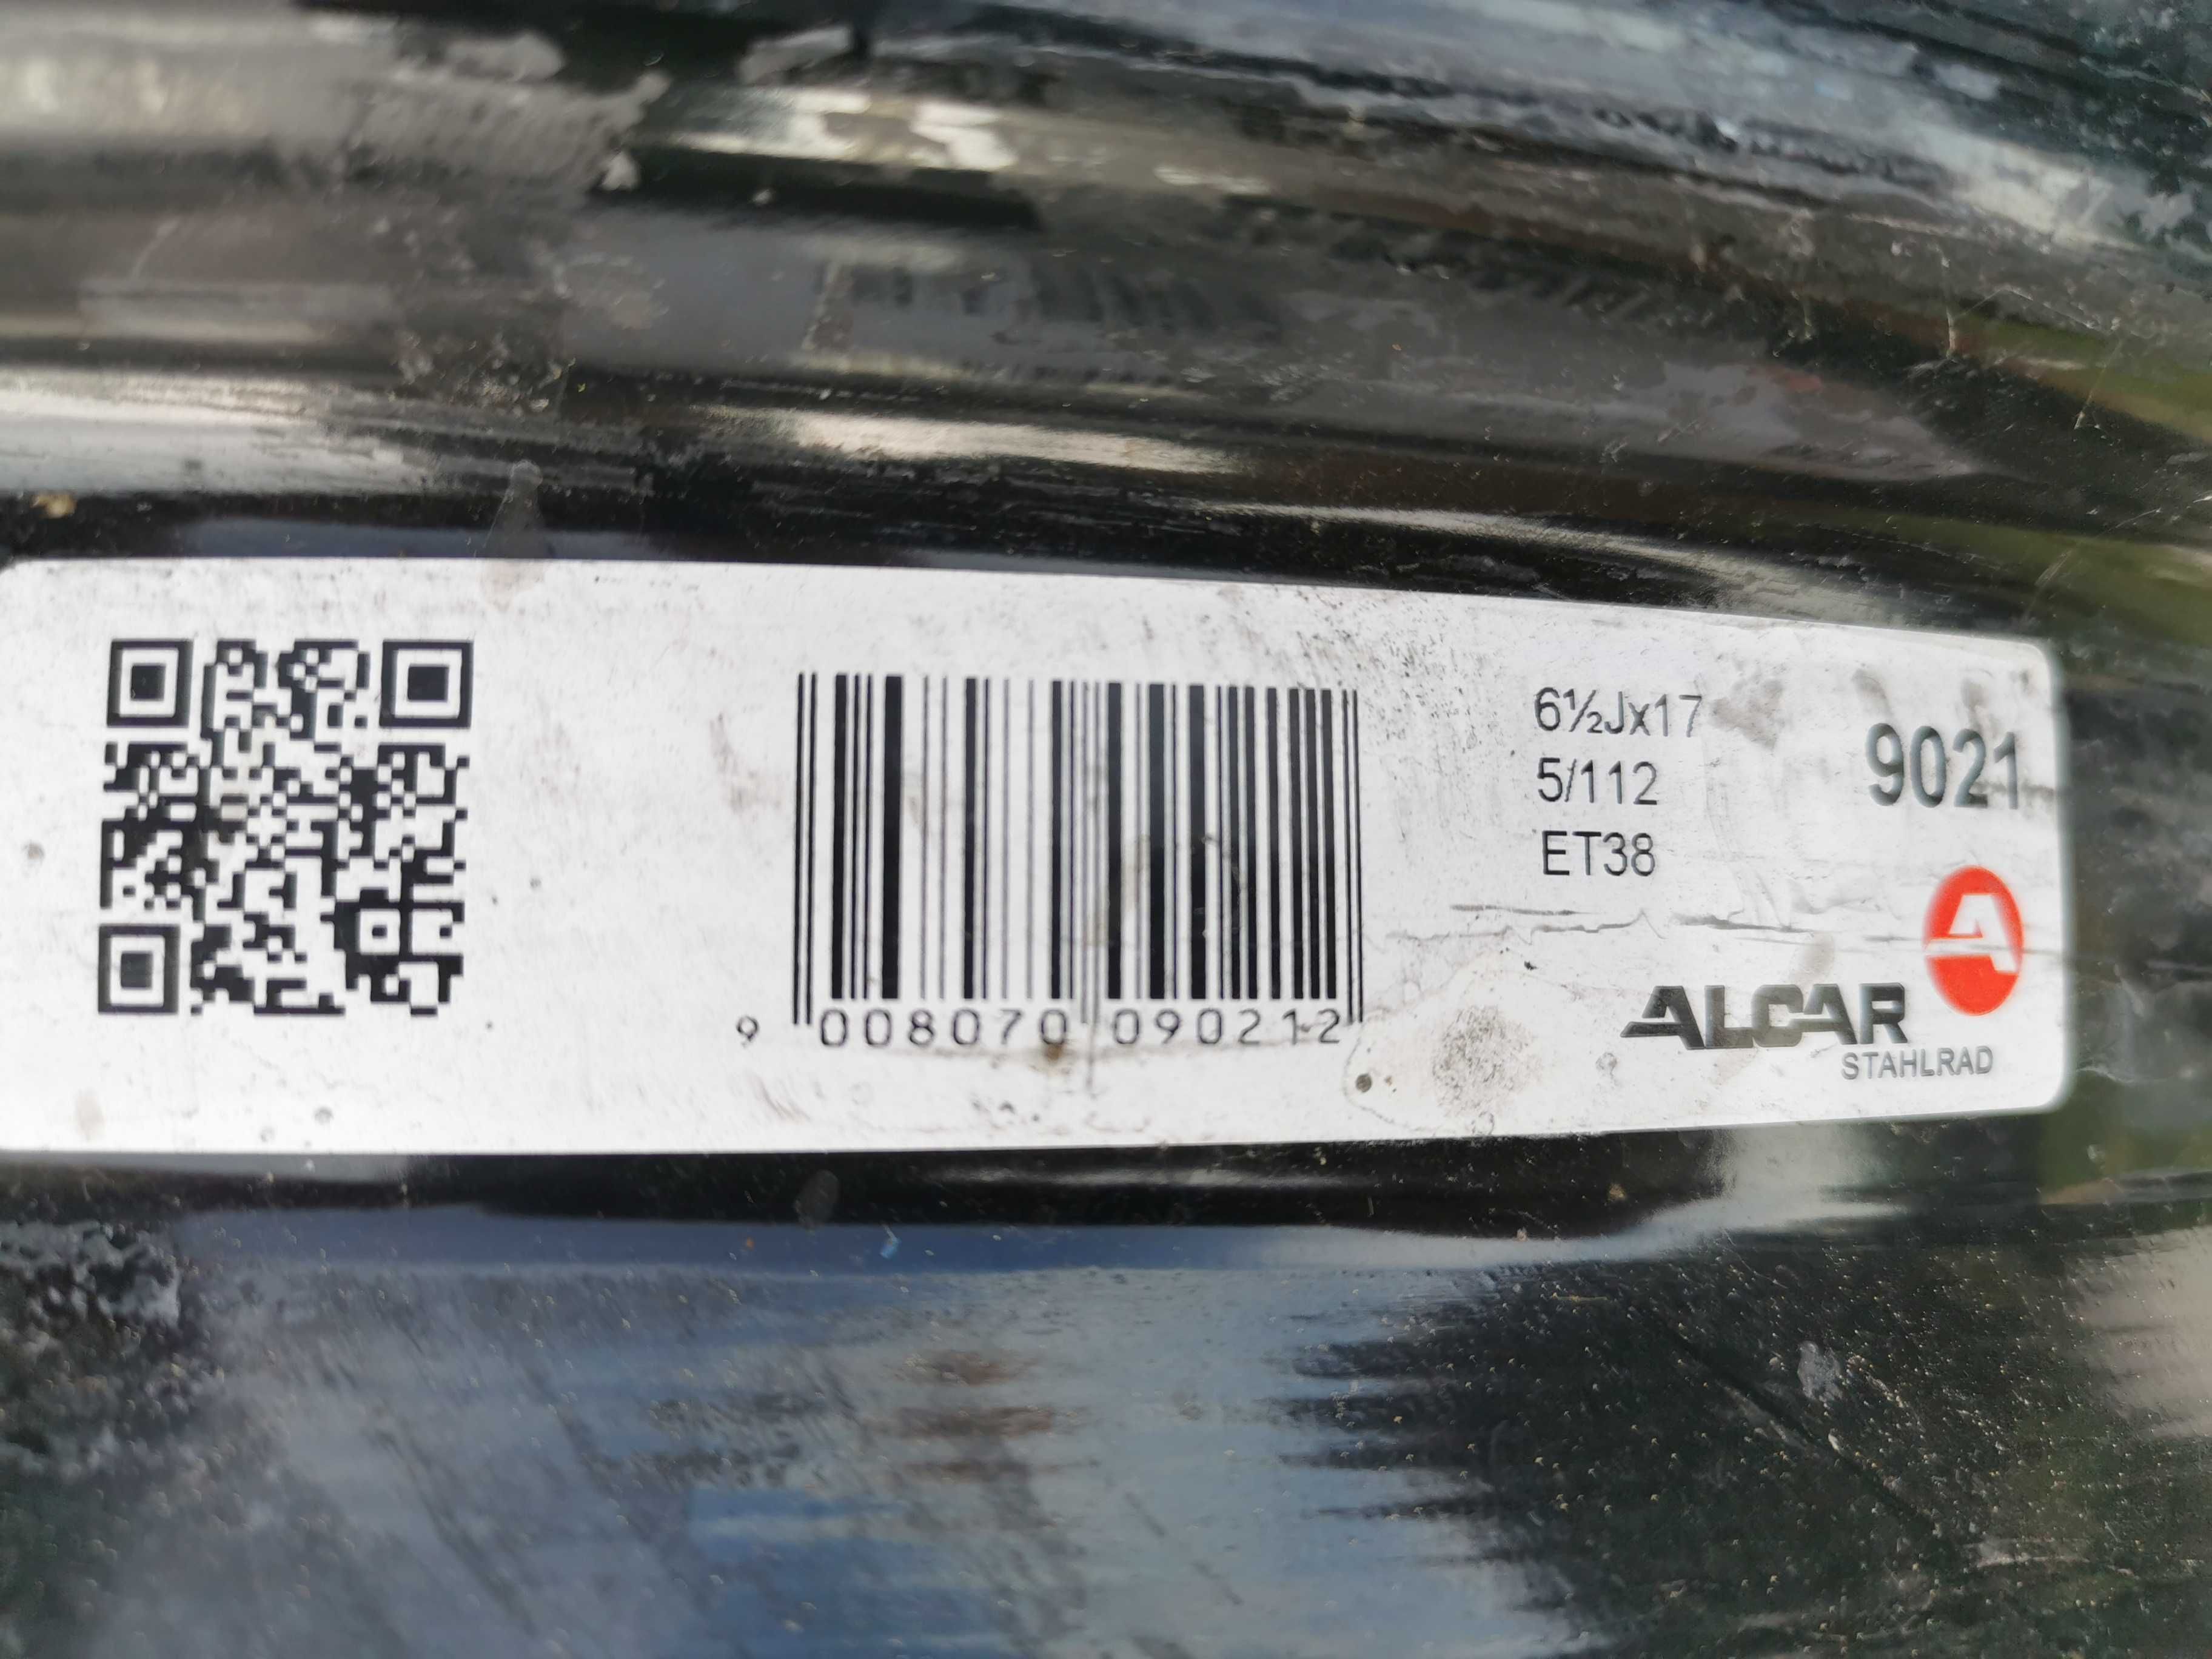 6½Jx17
5/112
ET38
9021
9 008070 090212
ALCAR
STAHLRAD